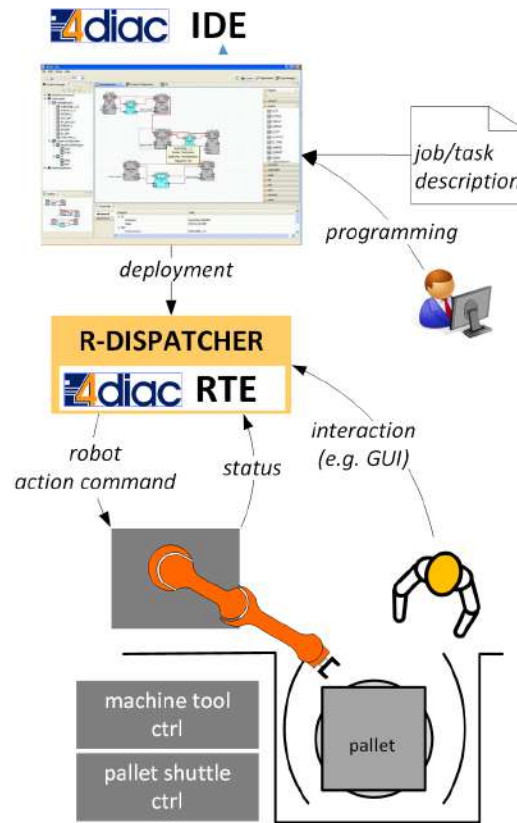 4diac IDE
job/task
description
programming
deployment
R-DISPATCHER
4diac RTE
interaction
(e.g. GUI)
robot
action command
status
machine tool
ctrl
pallet
pallet shuttle
ctrl